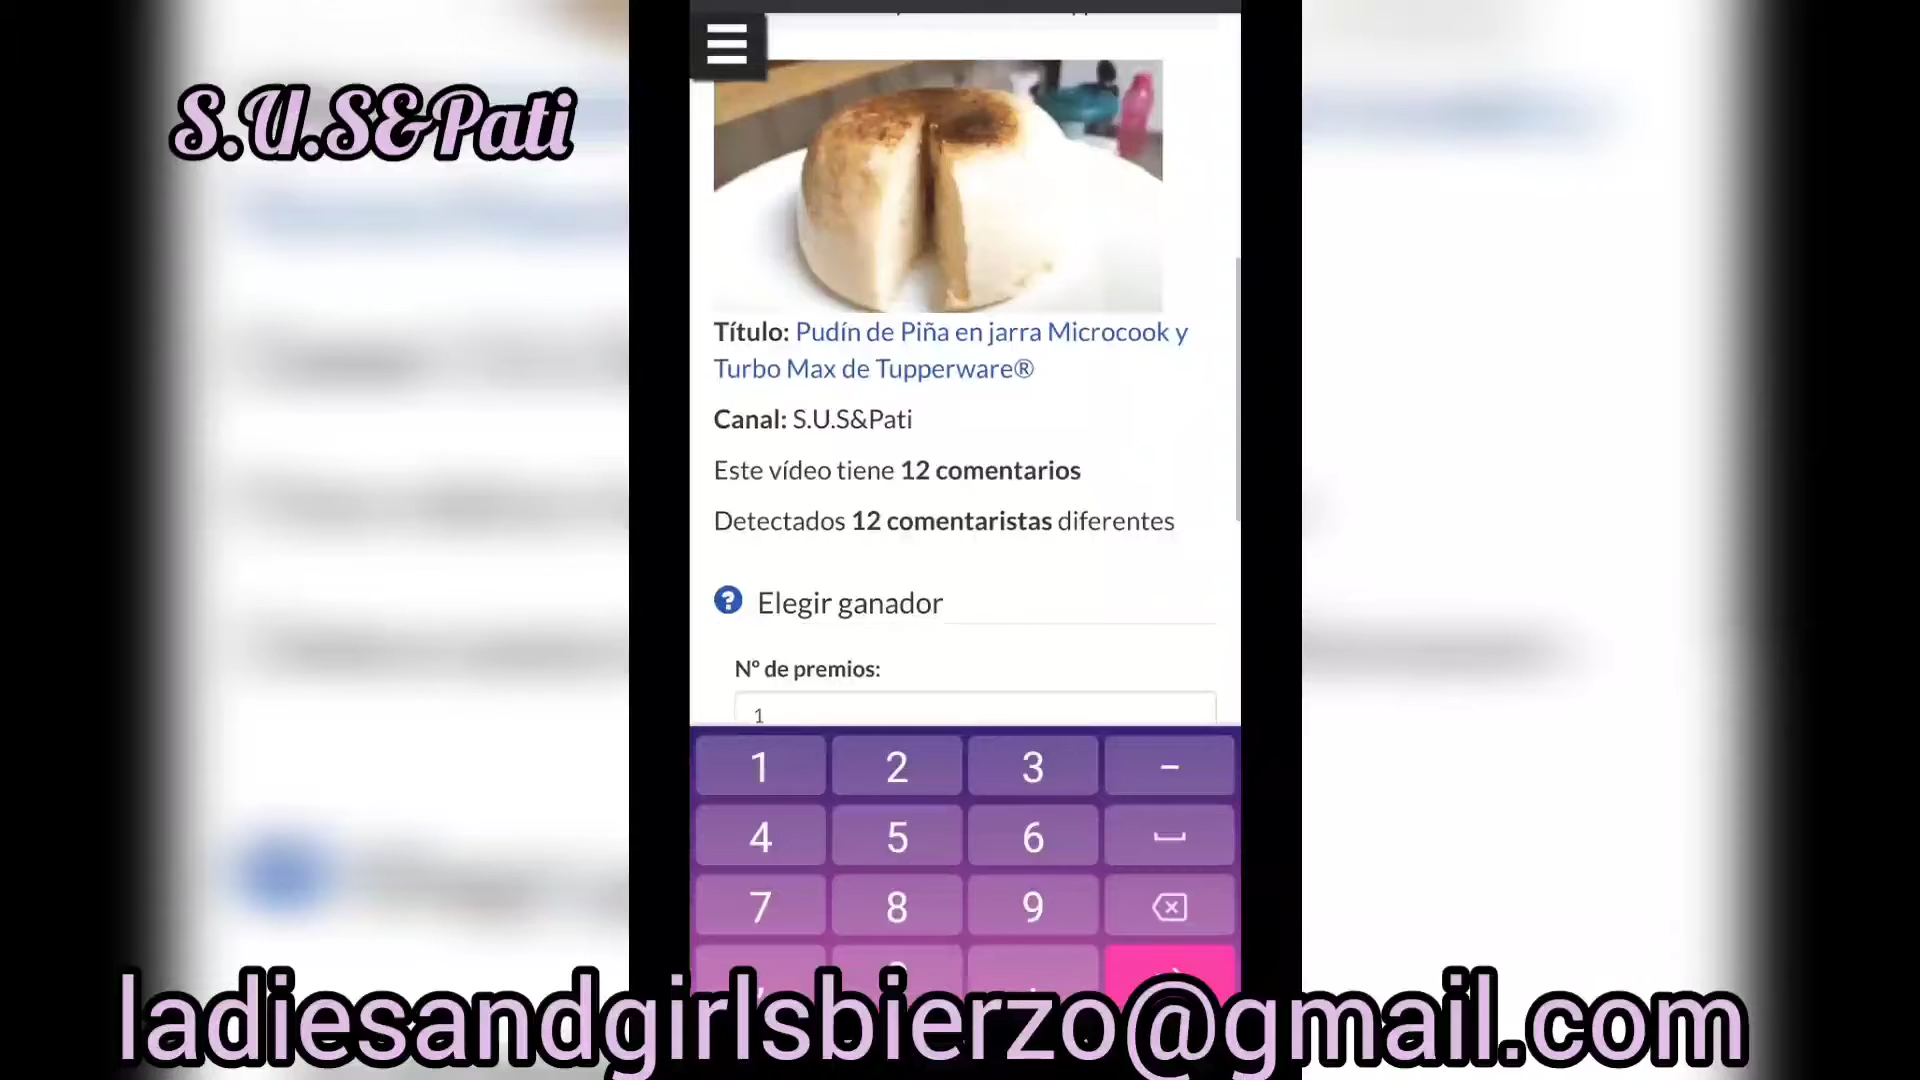 S.U.S&Pati
Título: Pudín de Piña en jarra Microcook y
Turbo Max de Tupperware®
Canal: S.U.S&Pati
Este vídeo tiene 12 comentarios
Detectados 12 comentaristas diferentes
? Elegir ganador
Nº de premios:
1
1 2 3 -
4 5 6
7 8 9
ladiesandgirlsbierzo@gmail.com